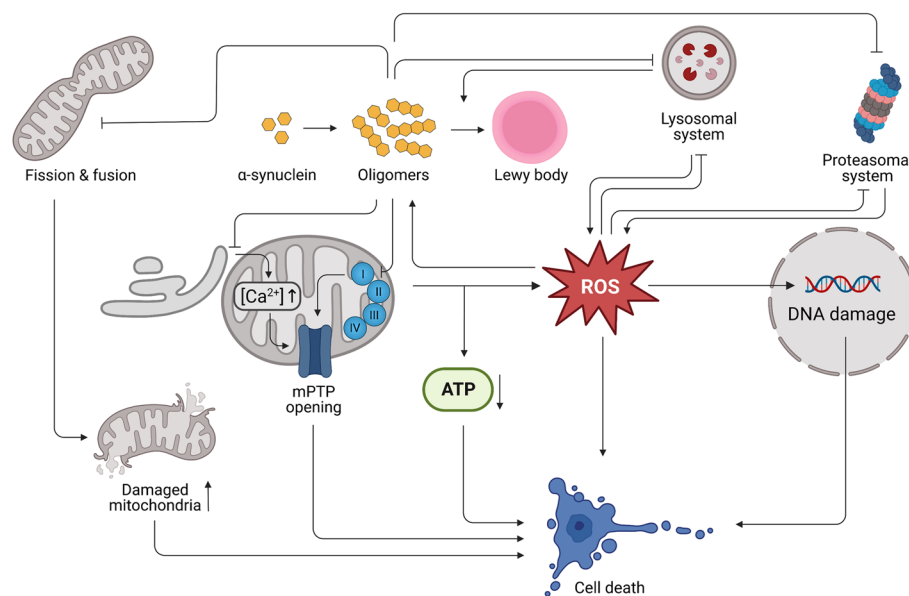 Lysosomal
system
Proteasoma
system
Fission & fusion
α-synuclein
Oligomers
Lewy body
[Ca²⁺]↑
I
II
III
IV
ROS
DNA damage
mPTP
opening
ATP
Damaged
mitochondria
Cell death